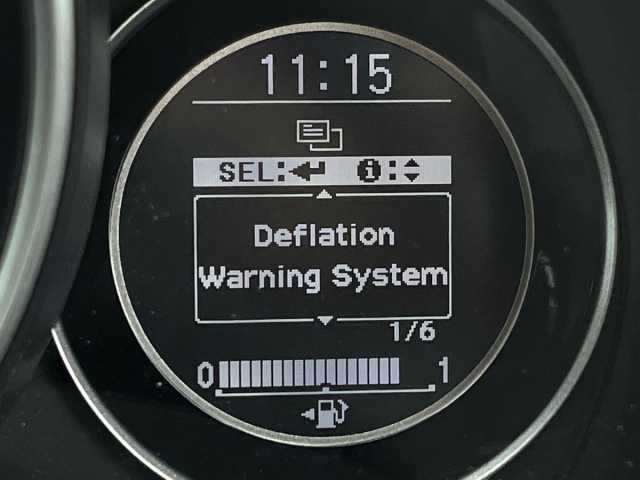 11:15
SEL: i:
Deflation
Warning System
1/6
0 1